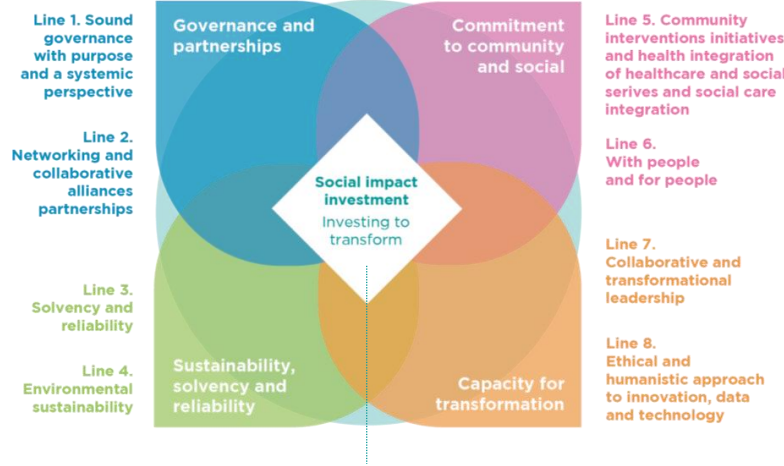 Line 1. Sound
governance
with purpose
and a systemic
perspective
Line 2.
Networking and
collaborative
alliances
partnerships
Line 3.
Solvency and
reliability
Line 4.
Environmental
sustainability
Governance and
partnerships
Commitment
to community
and social
Social impact
investment
Investing to
transform
Sustainability,
solvency and
reliability
Capacity for
transformation
Line 5. Community
interventions initiatives
and health integration
of healthcare and social
serives and social care
integration
Line 6.
With people
and for people
Line 7.
Collaborative and
transformational
leadership
Line 8.
Ethical and
humanistic approach
to innovation, data
and technology